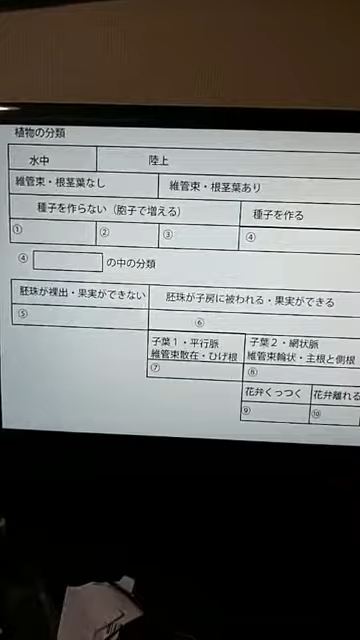 植物の分類
水中 陸上
維管束・根茎葉なし 維管束・根茎葉あり
種子を作らない（胞子で増える） 種子を作る
① ② ③ ④
④ の中の分類
胚珠が裸出・果実ができない 胚珠が子房に被われる・果実ができる
⑤ ⑥
子葉１・平行脈 子葉２・網状脈
維管束散在・ひげ根 維管束輪状・主根と側根
⑦ ⑧
花弁くっつく 花弁離れる
⑨ ⑩